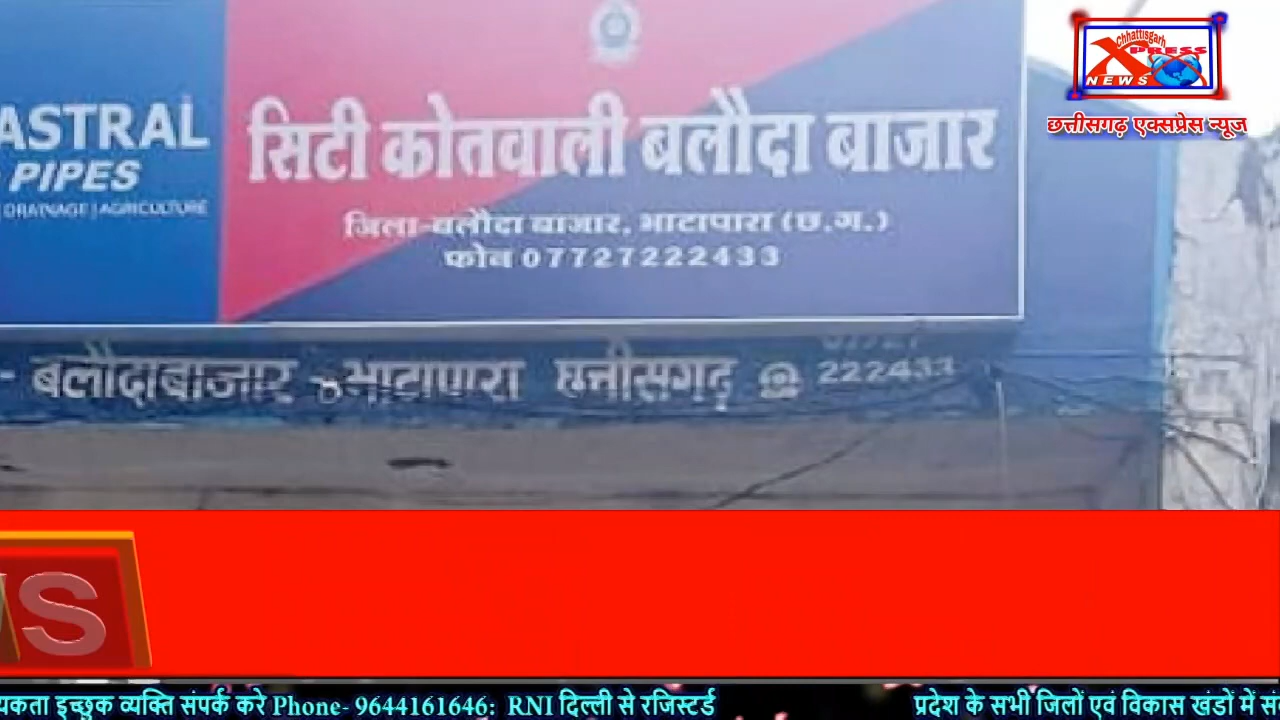 ASTRAL
PIPES
DRAINAGE | AGRICULTURE
सिटी कोतवाली बलौदा बाजार
जिला-बलौदा बाजार, भाटापारा (छ.ग.)
फोन 07727222433
बलौदाबाजार भाटापारा छत्तीसगढ़ ☎ 222433
Chhattisgarh
XPRESS
NEWS
छत्तीसगढ़ एक्सप्रेस न्यूज
इच्छुक व्यक्ति संपर्क करे Phone- 9644161646: RNI दिल्ली से रजिस्टर्ड प्रदेश के सभी जिलों एवं विकास खंडों में